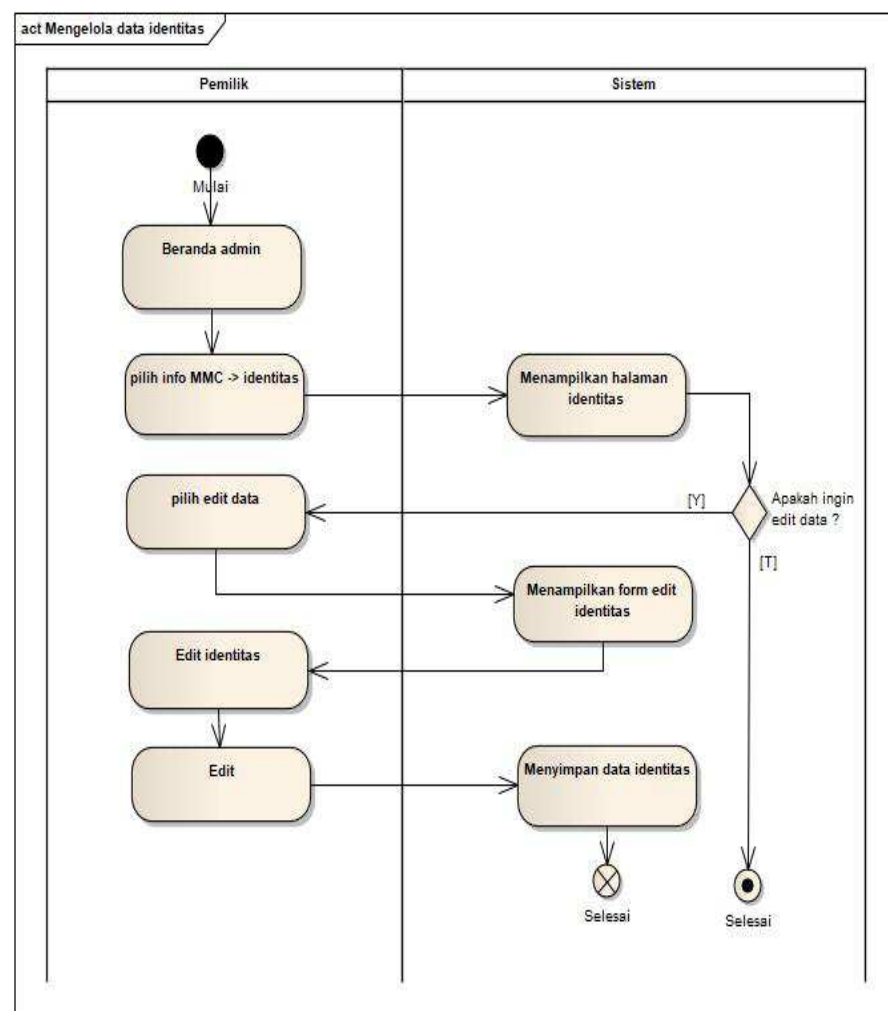 act Mengelola data identitas
Pemilik
Sistem
Mulai
Beranda admin
pilih info MMC -> identitas
Menampilkan halaman
identitas
pilih edit data
[Y]
Apakah ingin
edit data ?
[T]
Menampilkan form edit
identitas
Edit identitas
Edit
Menyimpan data identitas
Selesai
Selesai